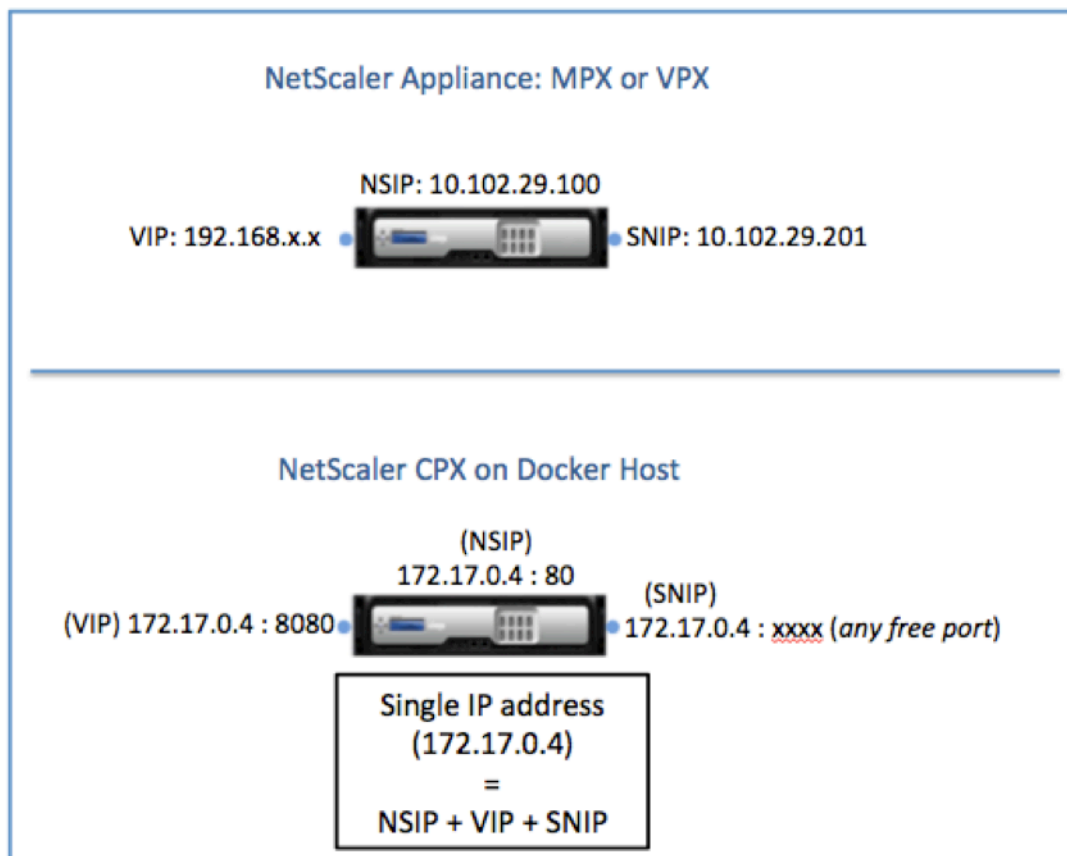 NetScaler Appliance: MPX or VPX
NSIP: 10.102.29.100
VIP: 192.168.x.x
SNIP: 10.102.29.201
NetScaler CPX on Docker Host
(NSIP)
172.17.0.4 : 80
(VIP) 172.17.0.4 : 8080
(SNIP)
172.17.0.4 : xxxx (any free port)
Single IP address
(172.17.0.4)
=
NSIP + VIP + SNIP